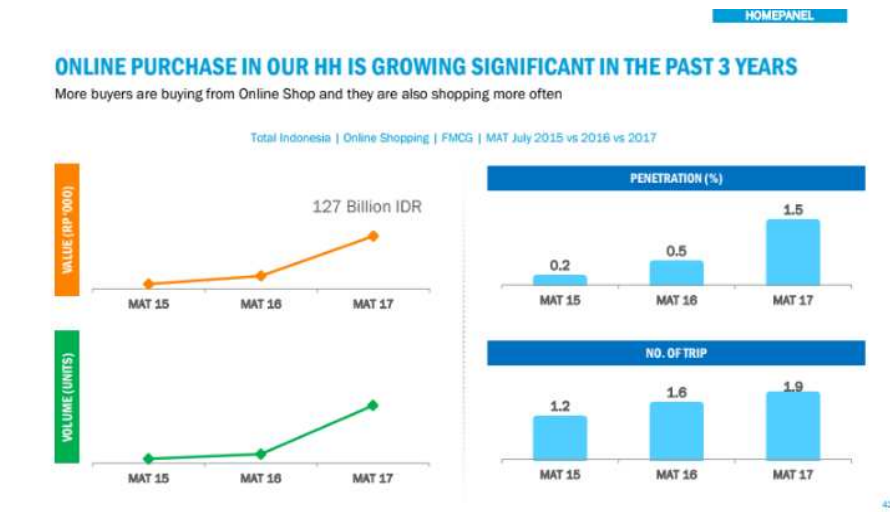 HOMEPANEL
ONLINE PURCHASE IN OUR HH IS GROWING SIGNIFICANT IN THE PAST 3 YEARS
More buyers are buying from Online Shop and they are also shopping more often
Total Indonesia | Online Shopping | FMCG | MAT July 2015 vs 2016 vs 2017
VALUE (RP '000)
127 Billion IDR
MAT 15 MAT 16 MAT 17
VOLUME (UNITS)
MAT 15 MAT 16 MAT 17
PENETRATION (%)
0.2 0.5 1.5
MAT 15 MAT 16 MAT 17
NO. OF TRIP
1.2 1.6 1.9
MAT 15 MAT 16 MAT 17